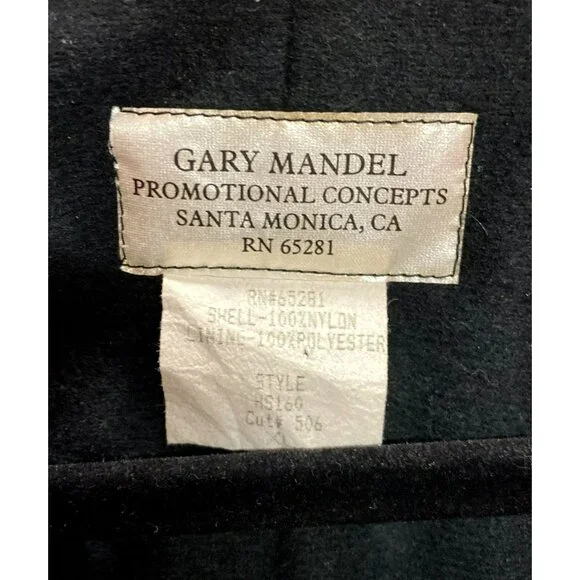 GARY MANDEL
PROMOTIONAL CONCEPTS
SANTA MONICA, CA
RN 65281
RN#65281
SHELL-100%NYLON
LINING-100%POLYESTER
STYLE
HS160
Cut# 506